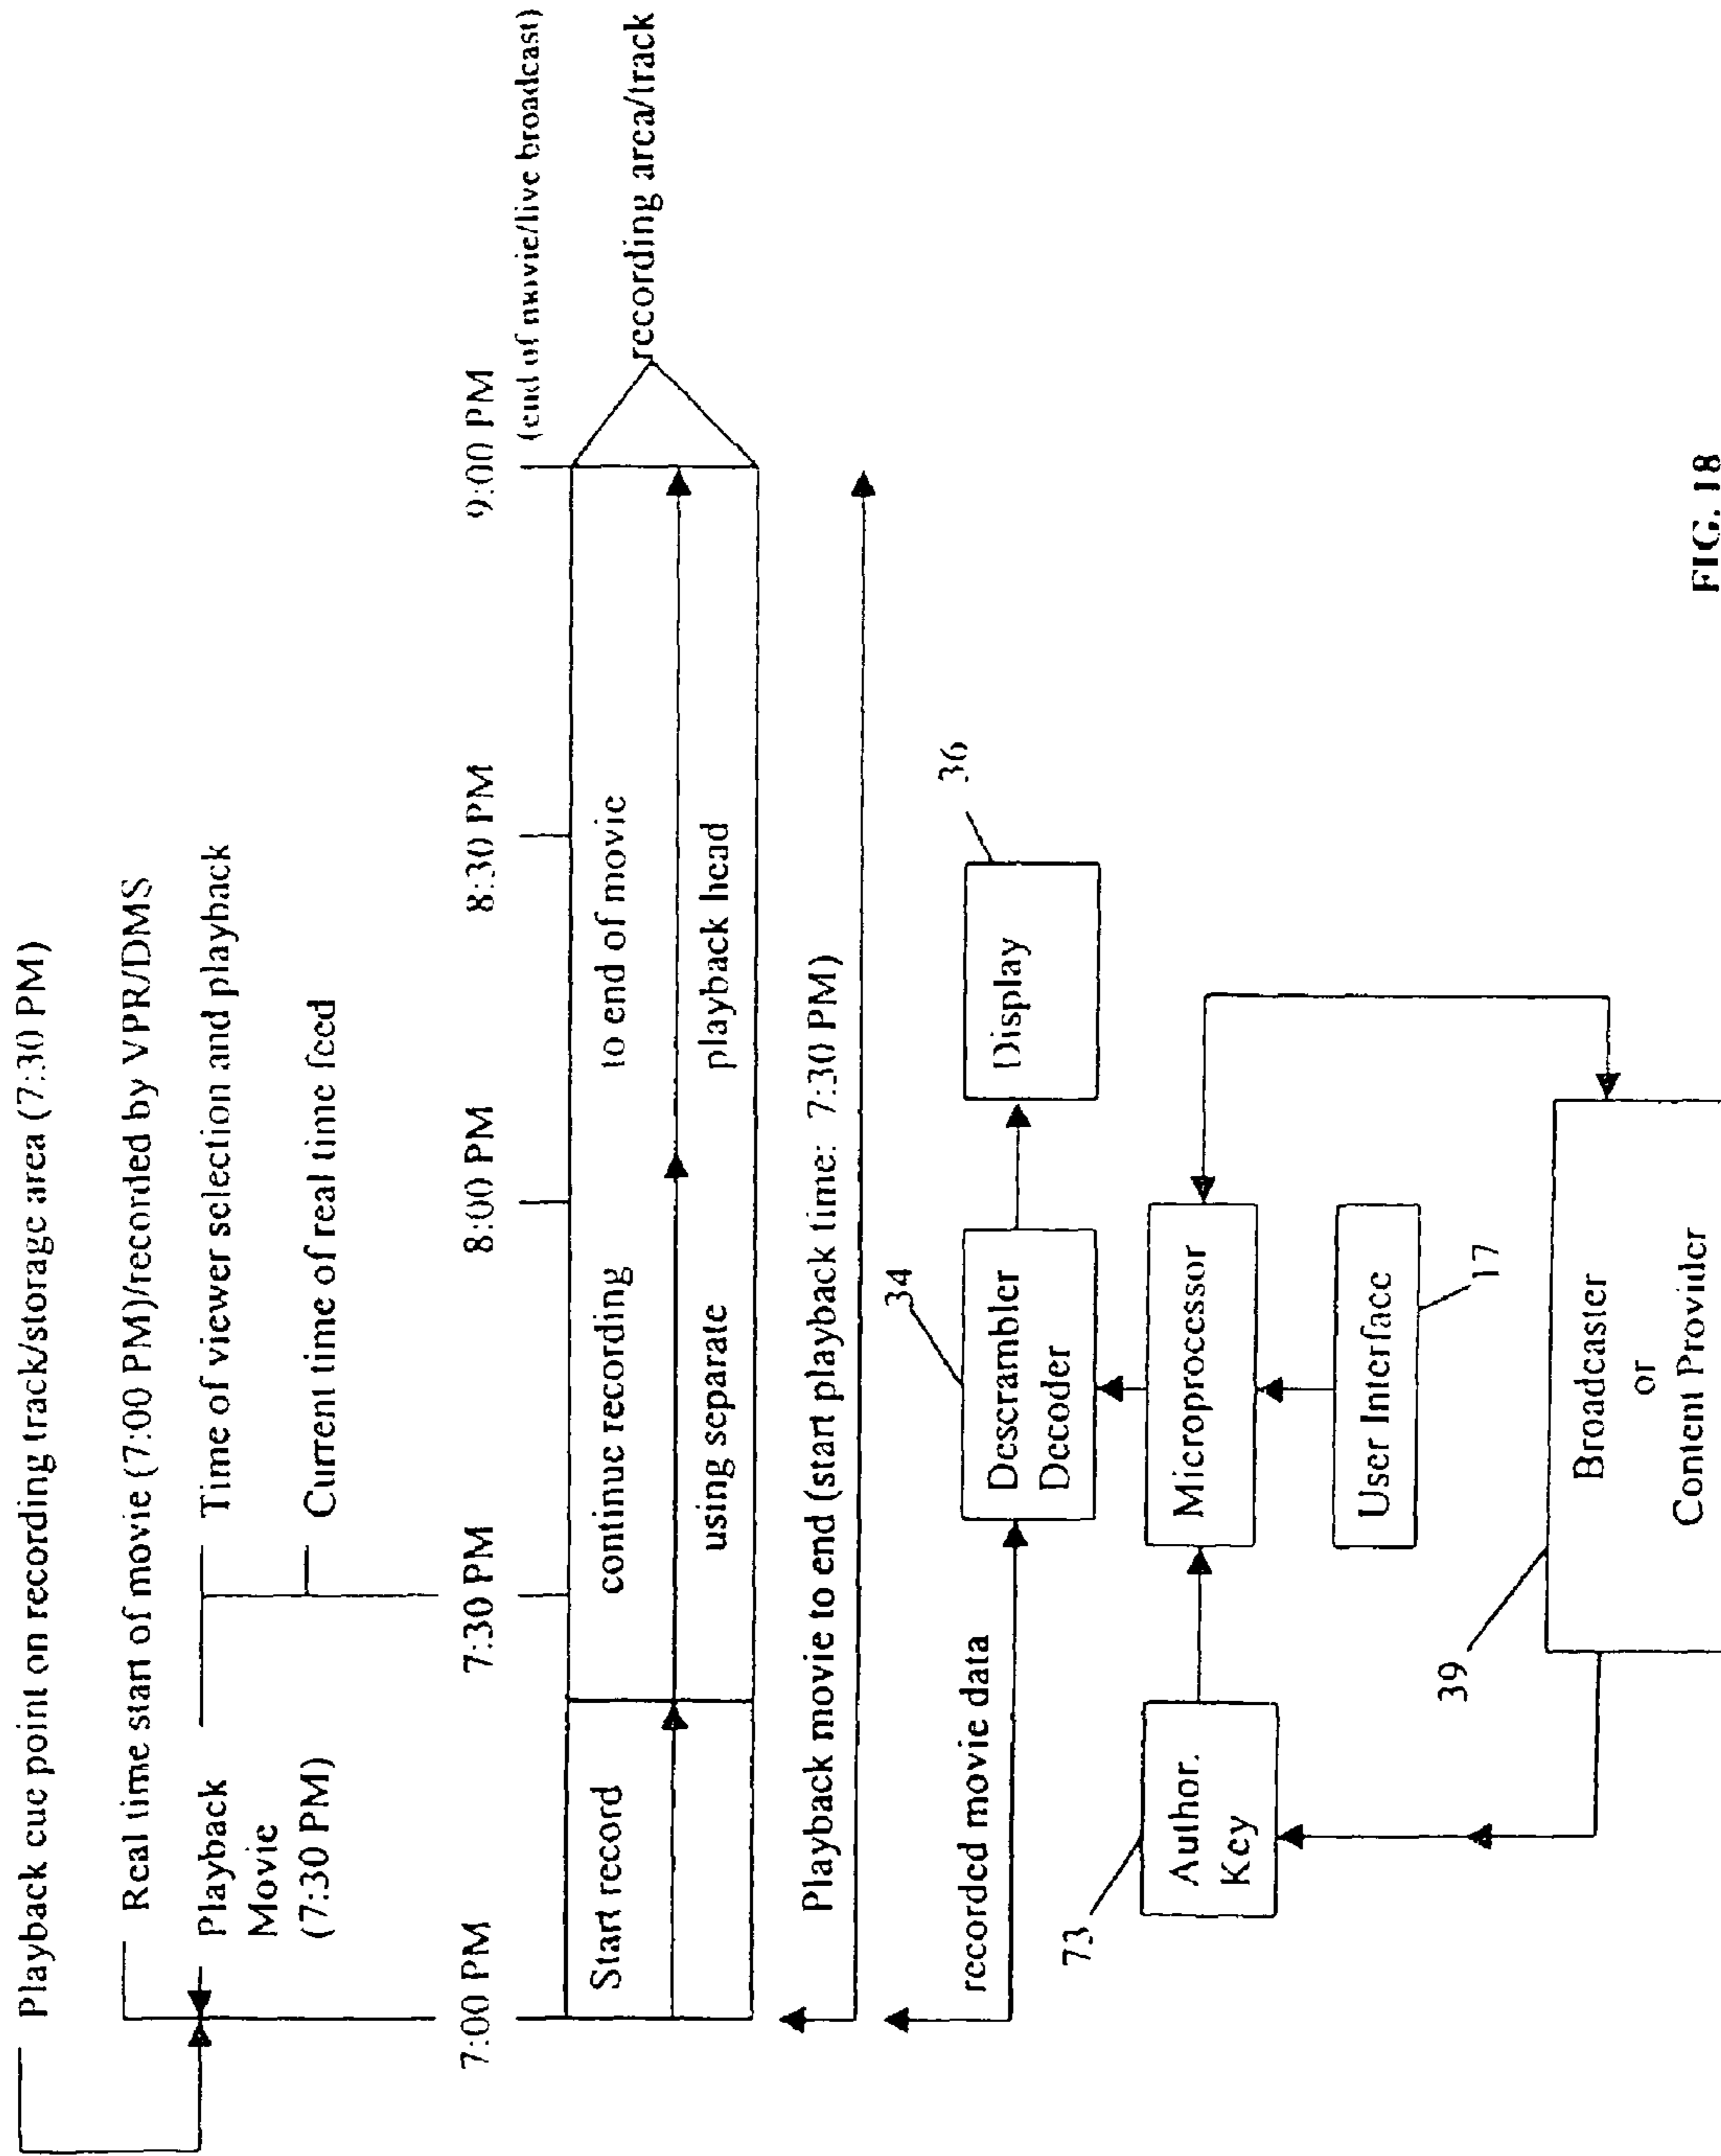 Playback cue point on recording track/storage area (7:30 PM)
Real time start of movie (7:00 PM)/recorded by VPR/DMS
Playback
Movie
(7:30 PM)
Time of viewer selection and playback
Current time of real time feed
7:00 PM
7:30 PM
8:00 PM
8:30 PM
9:00 PM
(end of movie/live broadcast)
Start record
continue recording
to end of movie
using separate
playback head
recording area/track
Playback movie to end (start playback time: 7:30 PM)
recorded movie data
34
Descrambler
Decoder
36
Display
73
Author.
Key
Microprocessor
User Interface
17
39
Broadcaster
or
Content Provider
FIG. 18